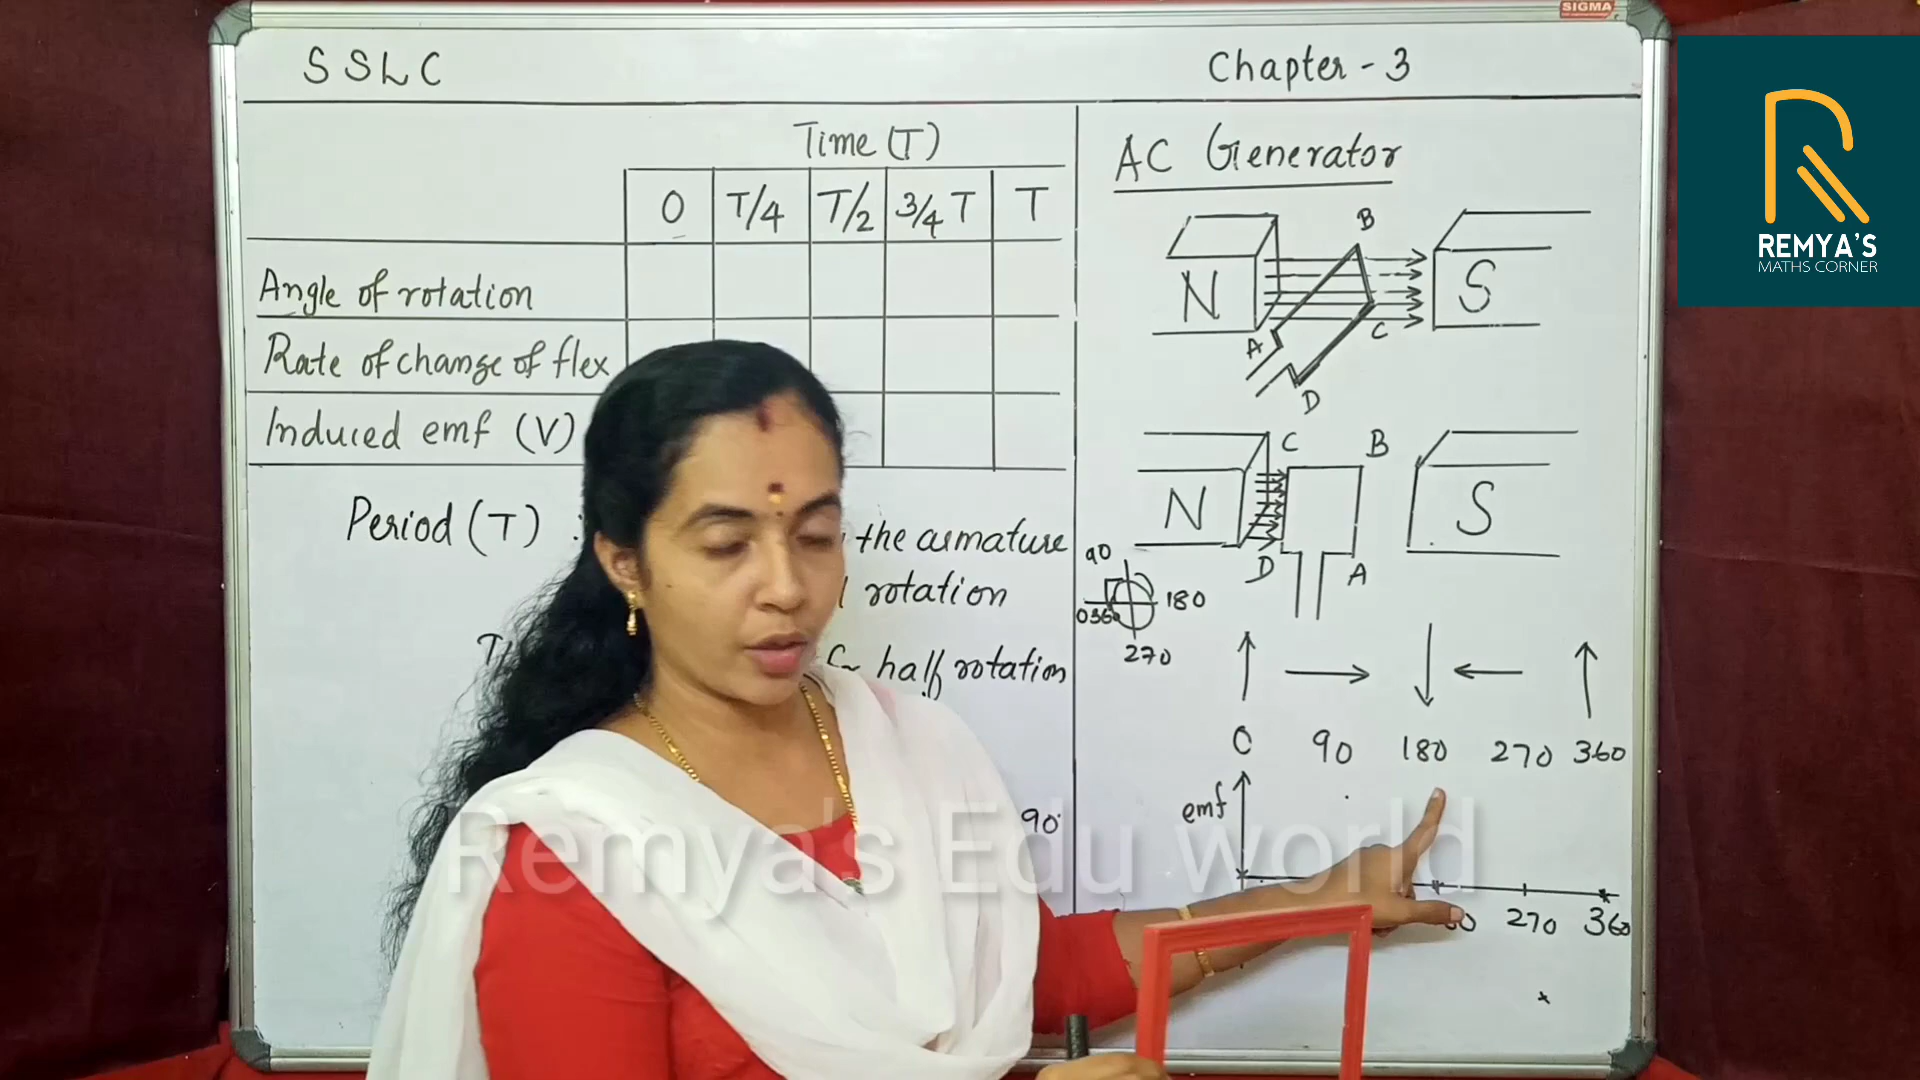 SIGMA
SSLC
Chapter - 3
R
REMYA'S
MATHS CORNER
Time (T)
0 T/4 T/2 3/4 T T
Angle of rotation
Rate of change of flex
Induced emf (V)
Period (T) :
the armature
rotation
half rotation
90°
AC Generator
B
N S
A C
D
C B
N S
D A
90
0 360 180
270
0 90 180 270 360
emf
270 360
Remya's Edu world